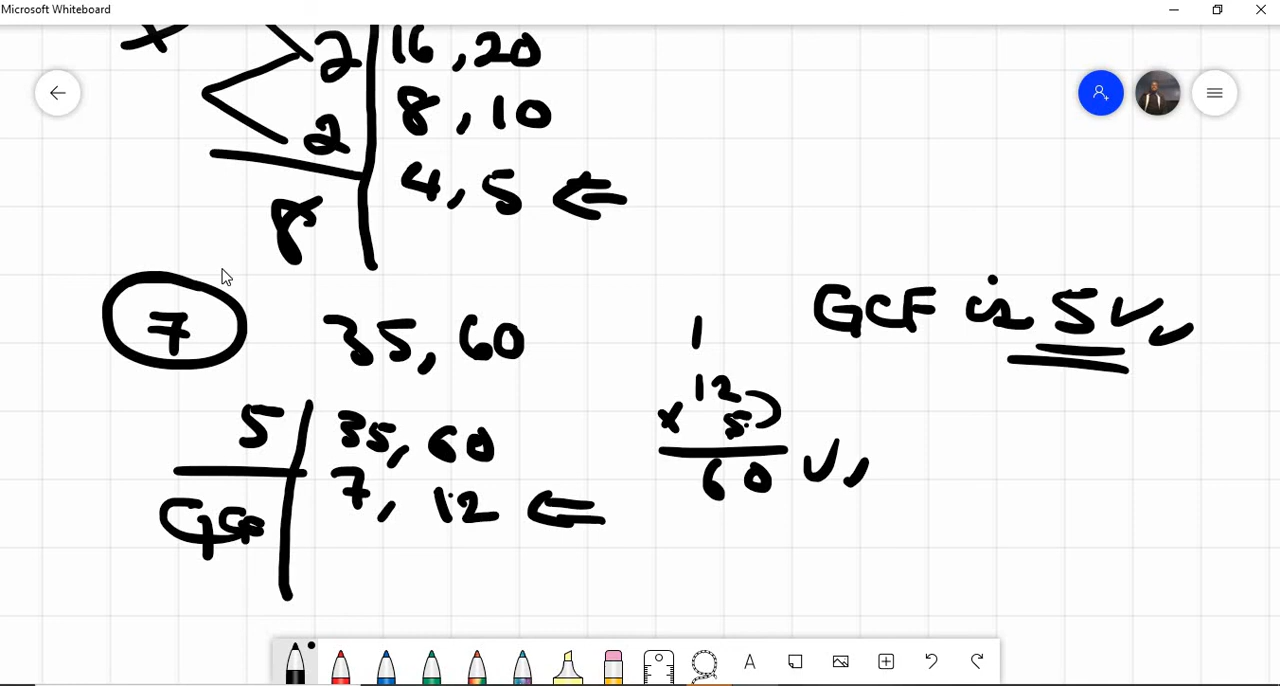 Microsoft Whiteboard
2 16, 20
2 8, 10
8 4, 5
7 35, 60
GCF is 5
5 35, 60
GCF 7, 12
1
12
x 5
60
A